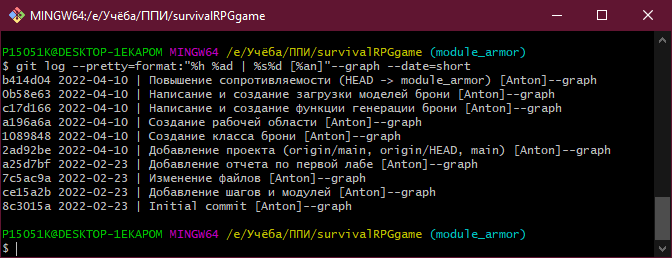 MINGW64:/e/Учёба/ППИ/survivalRPGgame
P15051K@DESKTOP-1EKAPOM MINGW64 /e/Учёба/ППИ/survivalRPGgame (module_armor)
$ git log --pretty=format:"%h %ad | %s%d [%an]"--graph --date=short
b414d04 2022-04-10 | Повышение сопротивляемости (HEAD -> module_armor) [Anton]--graph
0b58e63 2022-04-10 | Написание и создание загрузки моделей брони [Anton]--graph
c17d166 2022-04-10 | Написание и создание функции генерации брони [Anton]--graph
a196a6a 2022-04-10 | Создание рабочей области [Anton]--graph
1089848 2022-04-10 | Создание класса брони [Anton]--graph
2ad92be 2022-04-10 | Добавление проекта (origin/main, origin/HEAD, main) [Anton]--graph
a25d7bf 2022-02-23 | Добавление отчета по первой лабе [Anton]--graph
7c5ac9a 2022-02-23 | Изменение файлов [Anton]--graph
ce15a2b 2022-02-23 | Добавление шагов и модулей [Anton]--graph
8c3015a 2022-02-23 | Initial commit [Anton]--graph
P15051K@DESKTOP-1EKAPOM MINGW64 /e/Учёба/ППИ/survivalRPGgame (module_armor)
$